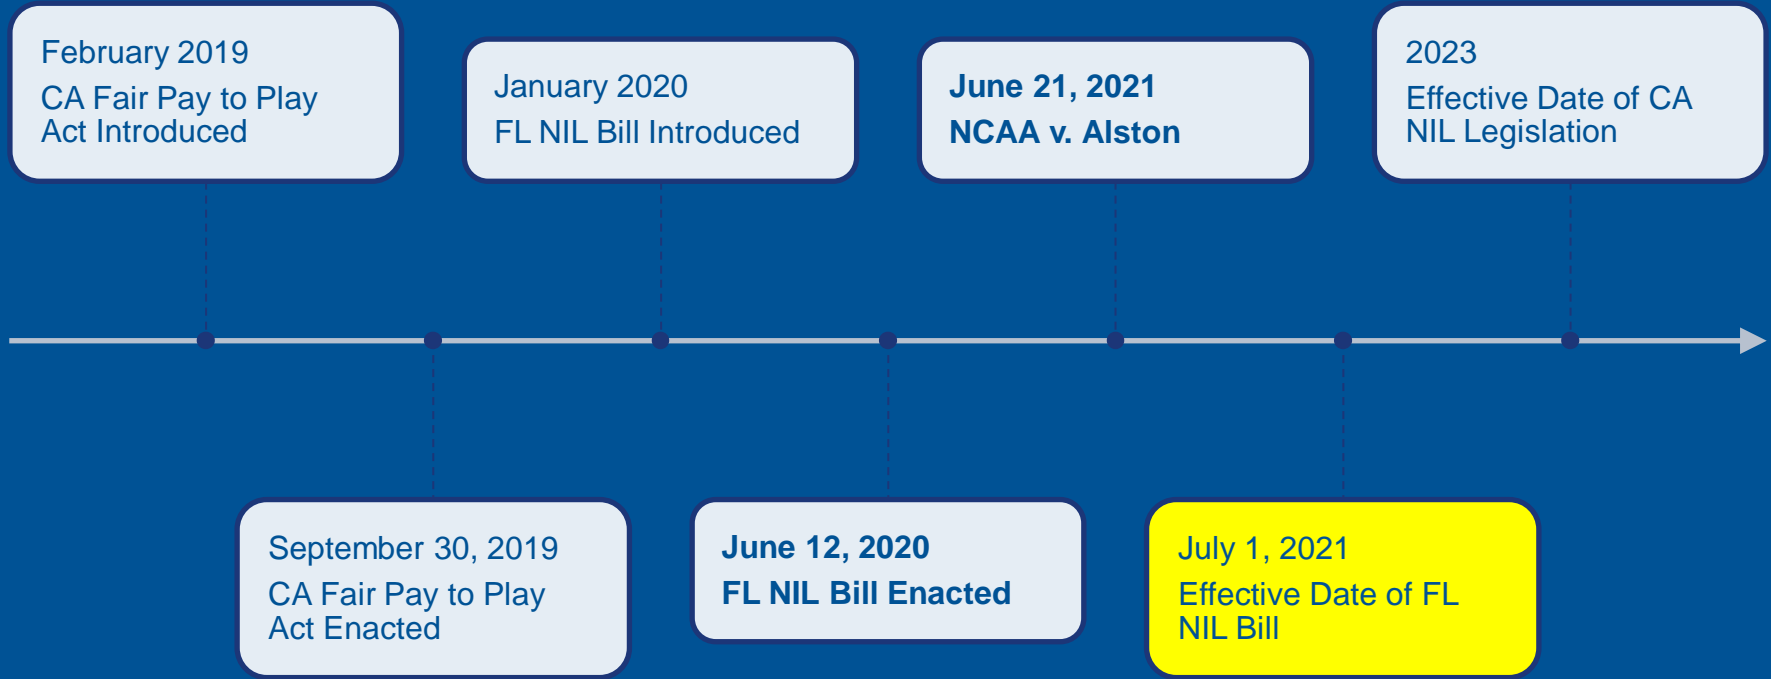 February 2019
CA Fair Pay to Play
Act Introduced
September 30, 2019
CA Fair Pay to Play
Act Enacted
January 2020
FL NIL Bill Introduced
June 12, 2020
FL NIL Bill Enacted
June 21, 2021
NCAA v. Alston
July 1, 2021
Effective Date of FL
NIL Bill
2023
Effective Date of CA
NIL Legislation